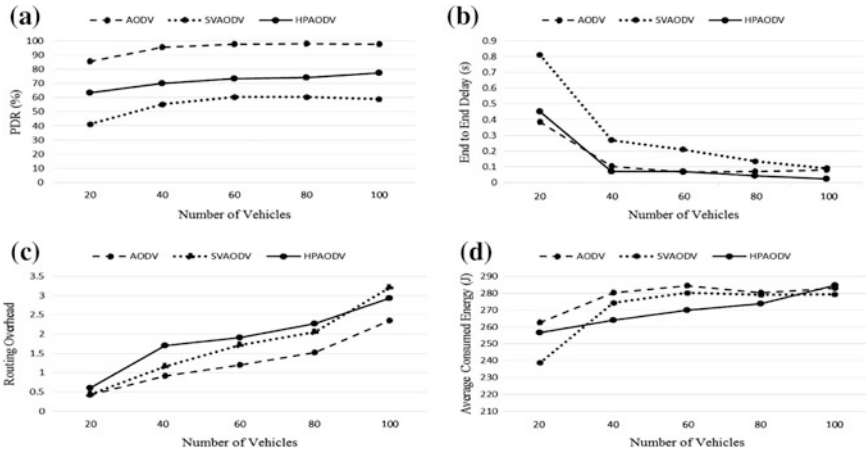 (a)
AODV SVAODV HPAODV
100
90
80
70
60
50
40
30
20
10
0
PDR (%)
20 40 60 80 100
Number of Vehicles
(b)
AODV SVAODV HPAODV
0.9
0.8
0.7
0.6
0.5
0.4
0.3
0.2
0.1
0
End to End Delay (s)
20 40 60 80 100
Number of Vehicles
(c)
AODV SVAODV HPAODV
3.5
3
2.5
2
1.5
1
0.5
0
Routing Overhead
20 40 60 80 100
Number of Vehicles
(d)
AODV SVAODV HPAODV
290
280
270
260
250
240
230
220
210
Average Consumed Energy (J)
20 40 60 80 100
Number of Vehicles